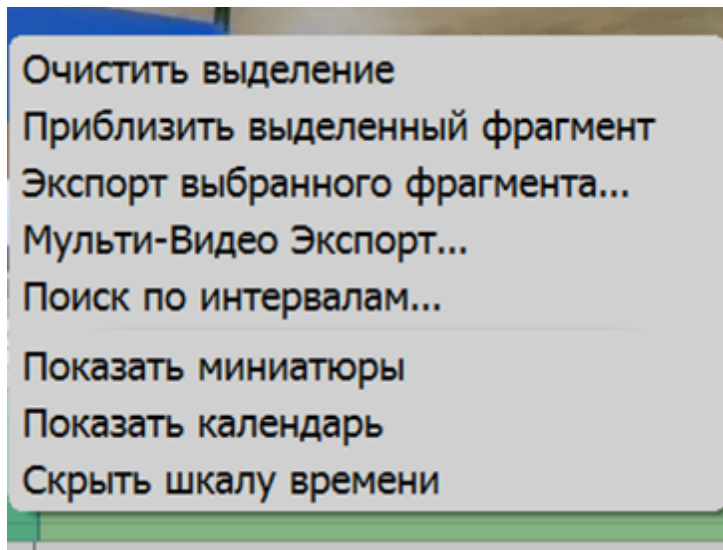 Очистить выделение
Приблизить выделенный фрагмент
Экспорт выбранного фрагмента...
Мульти-Видео Экспорт...
Поиск по интервалам...
Показать миниатюры
Показать календарь
Скрыть шкалу времени